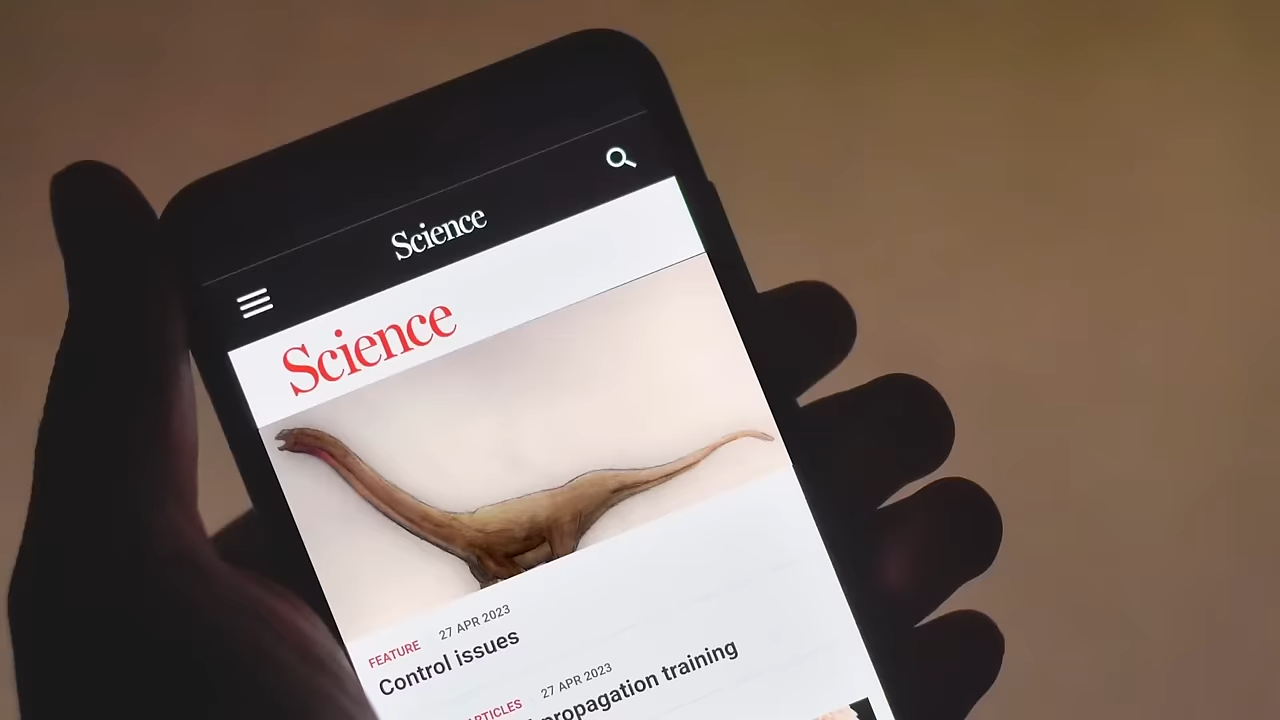 Science
Science
FEATURE 27 APR 2023
Control issues
27 APR 2023
propagation training